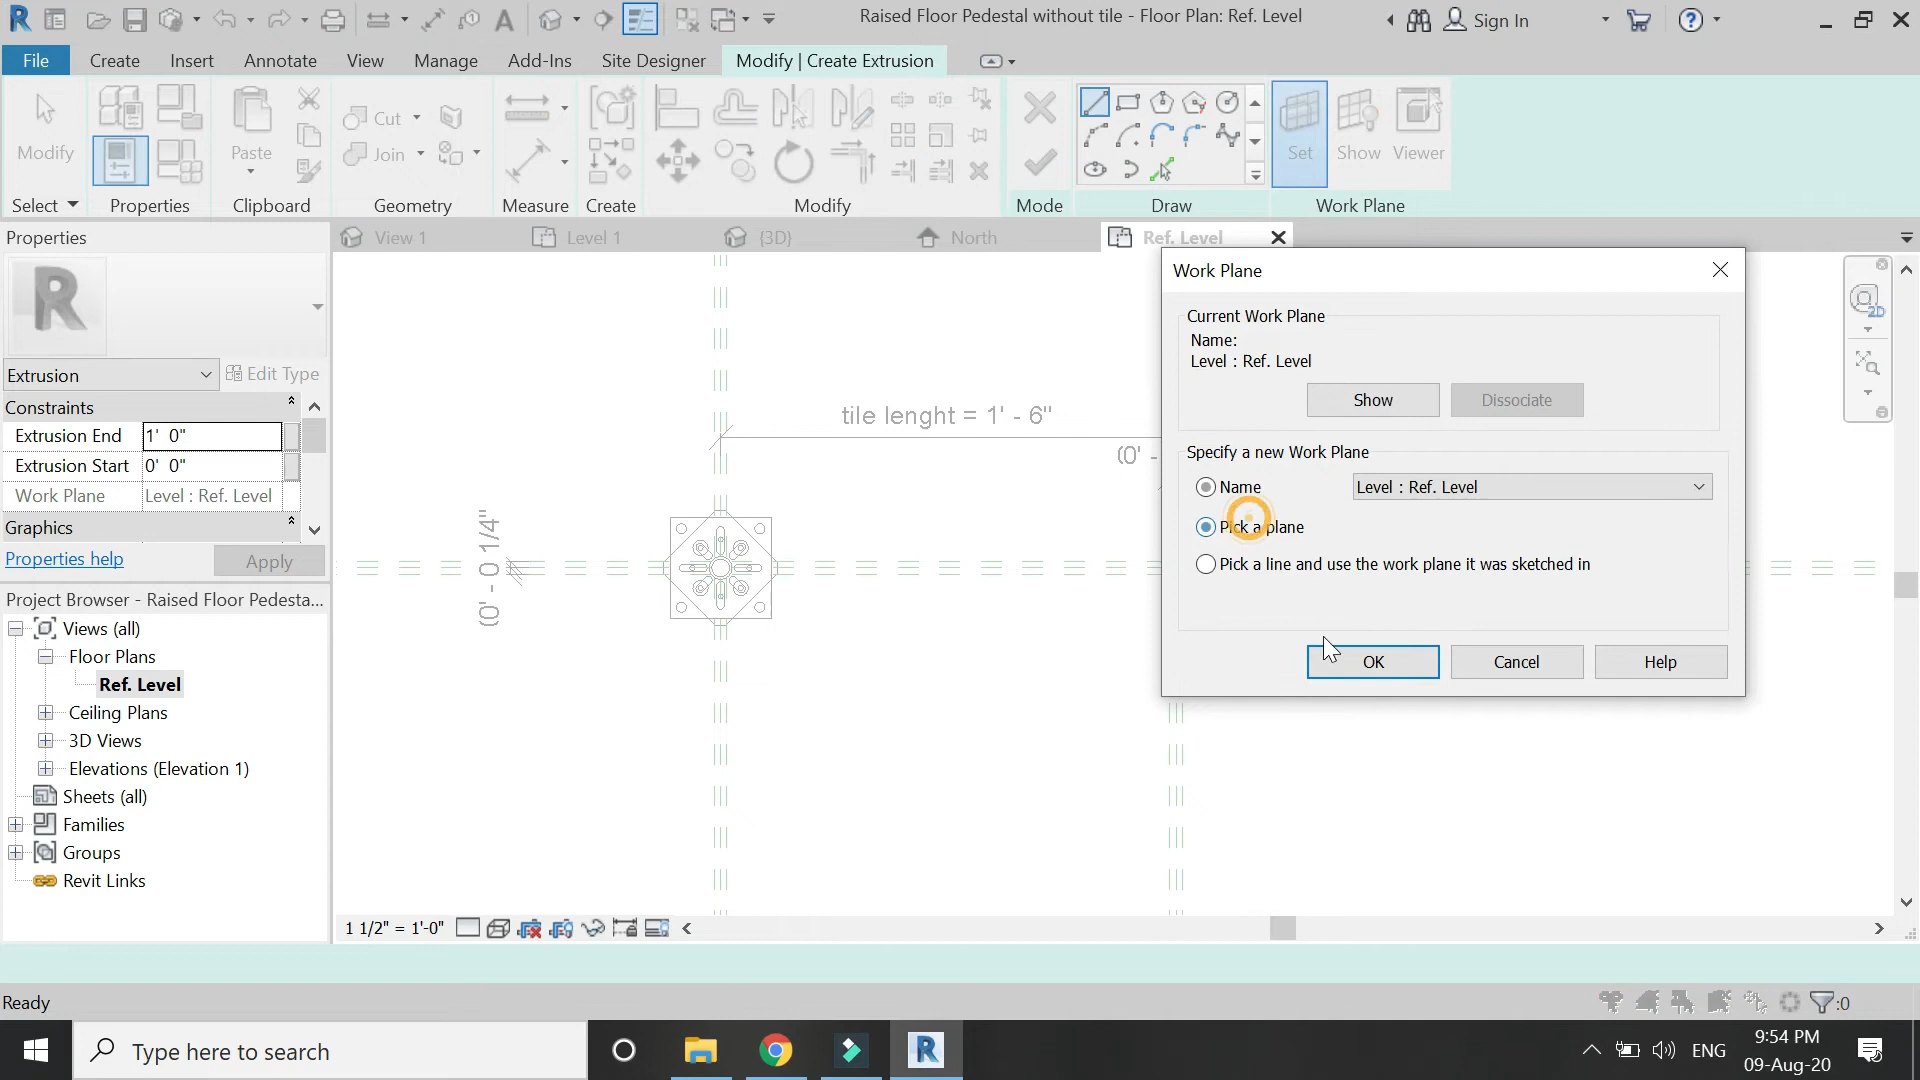 Raised Floor Pedestal without tile - Floor Plan: Ref. Level
Sign In
File
Create
Insert
Annotate
View
Manage
Add-Ins
Site Designer
Modify | Create Extrusion
Modify
Paste
Cut
Join
Set
Show
Viewer
Select
Properties
Clipboard
Geometry
Measure
Create
Modify
Mode
Draw
Work Plane
Properties
View 1
Level 1
{3D}
North
Ref. Level
Extrusion
Edit Type
Constraints
Extrusion End 1' 0"
Extrusion Start 0' 0"
Work Plane Level : Ref. Level
Graphics
Properties help
Apply
Project Browser - Raised Floor Pedesta...
Views (all)
Floor Plans
Ref. Level
Ceiling Plans
3D Views
Elevations (Elevation 1)
Sheets (all)
Families
Groups
Revit Links
tile lenght = 1' - 6"
(0' -
(0' - 0 1/4"
2D
Work Plane
Current Work Plane
Name:
Level : Ref. Level
Show
Dissociate
Specify a new Work Plane
Name
Level : Ref. Level
Pick a plane
Pick a line and use the work plane it was sketched in
OK
Cancel
Help
1 1/2" = 1'-0"
Ready
:0
Type here to search
ENG
9:54 PM
09-Aug-20